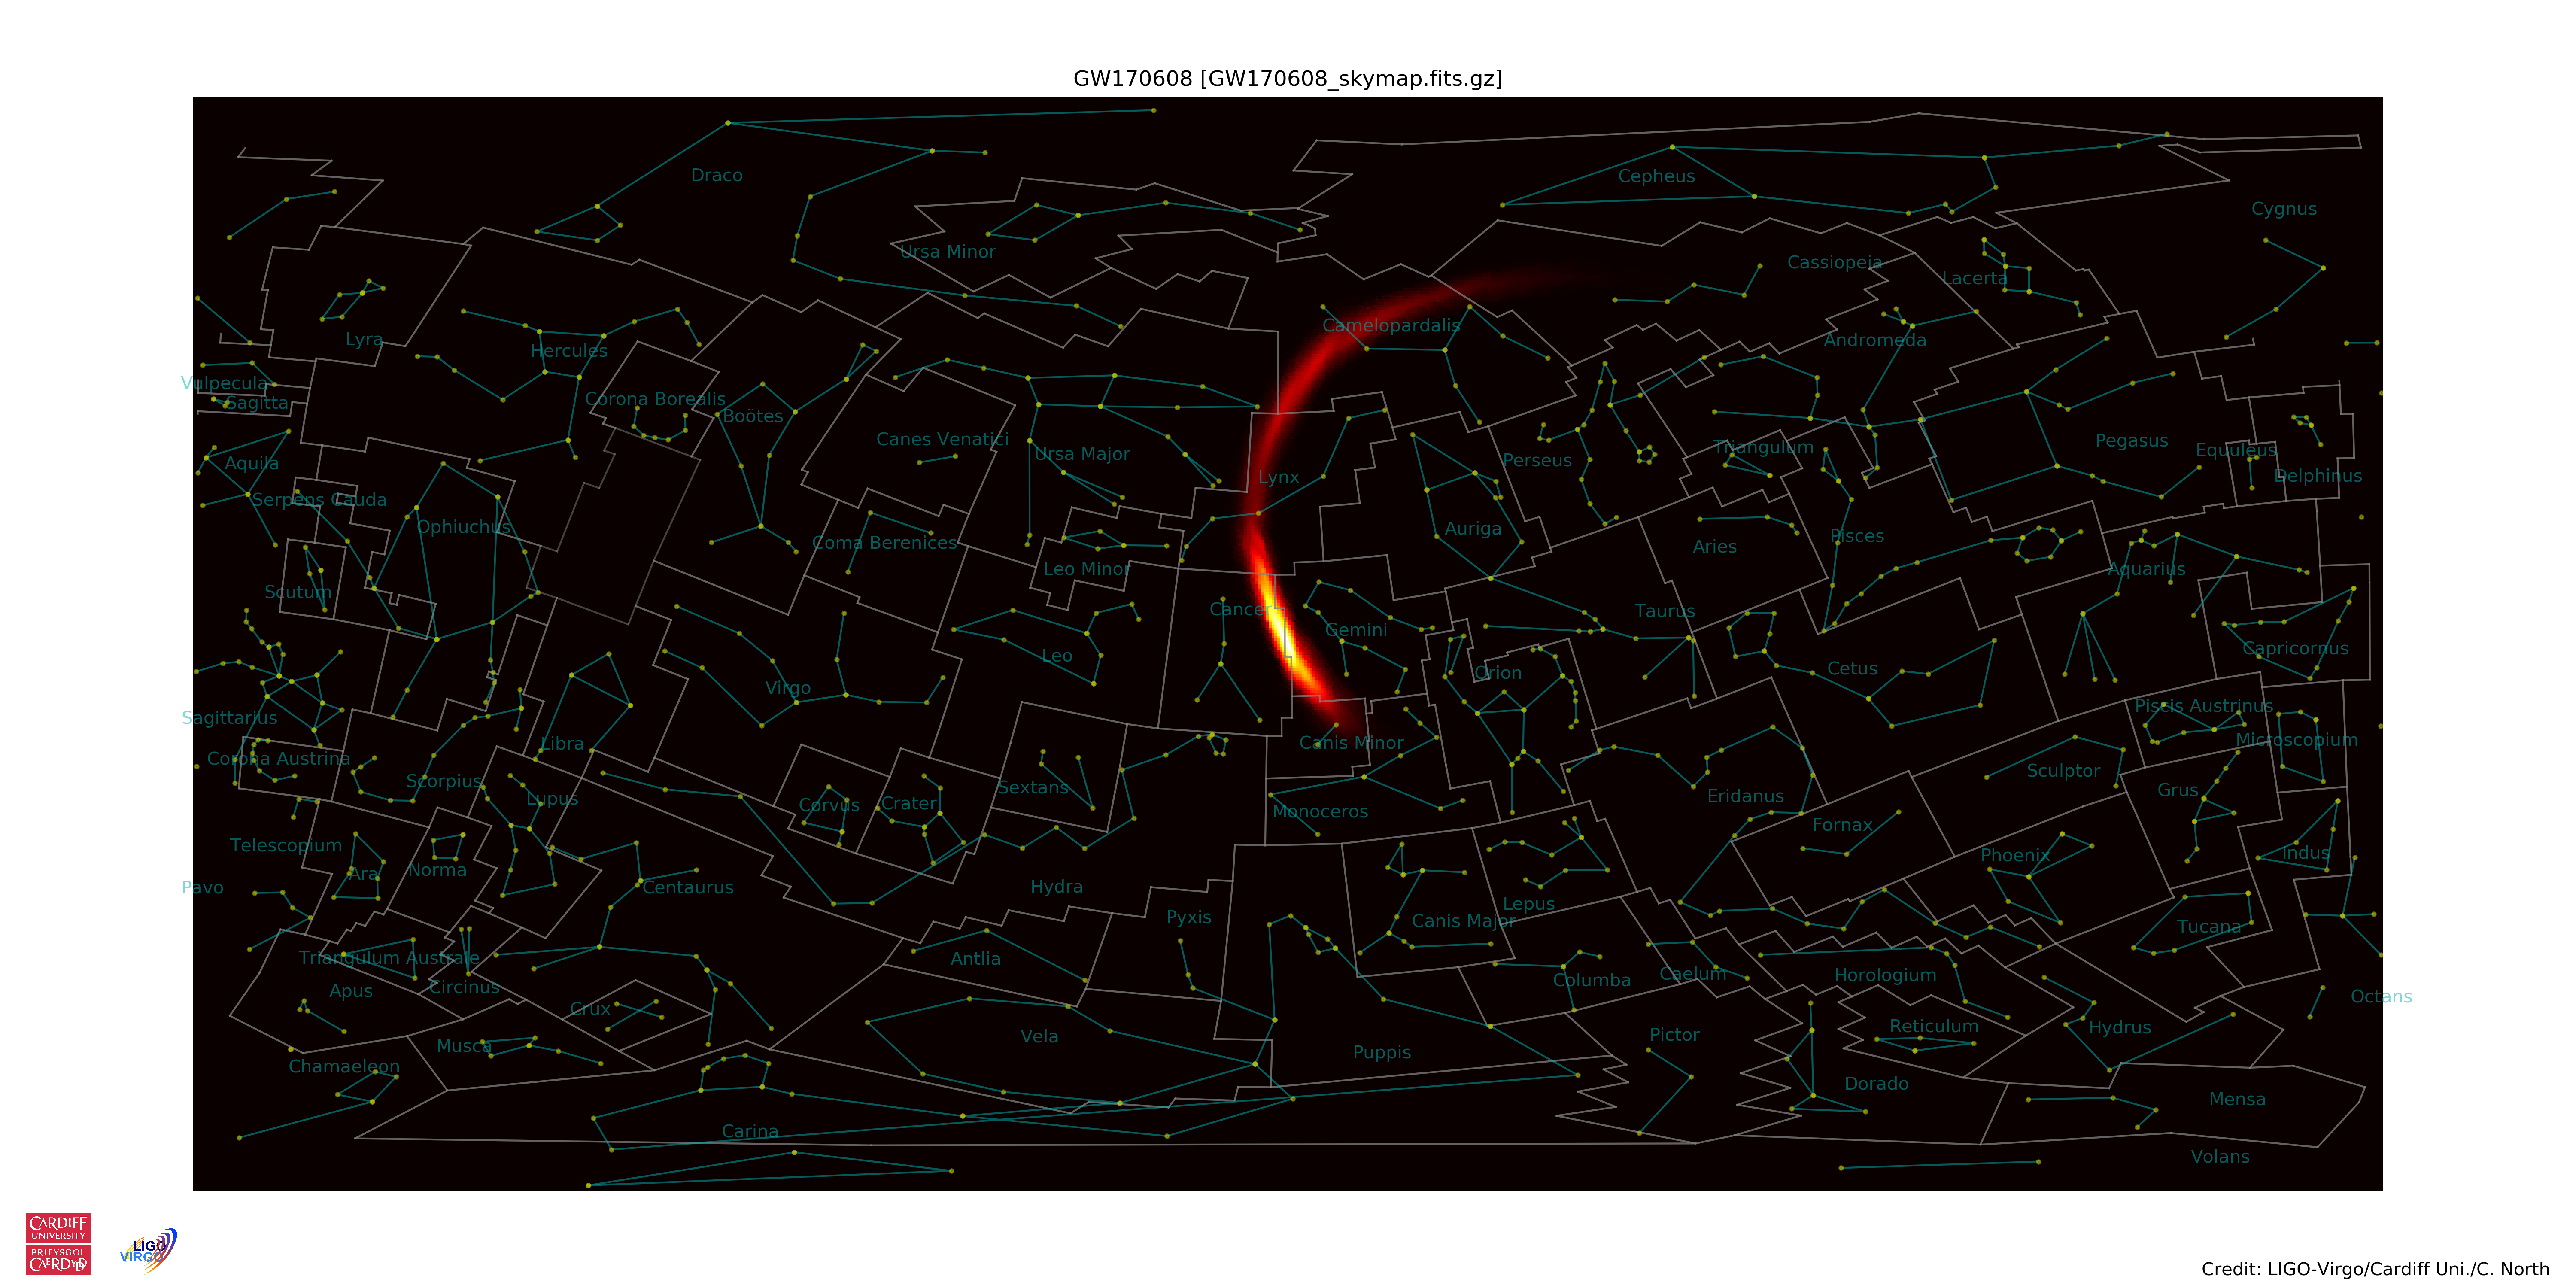 GW170608 [GW170608_skymap.fits.gz]
Draco
Cepheus
Cygnus
Ursa Minor
Cassiopeia
Lacerta
Camelopardalis
Lyra
Hercules
Andromeda
Vulpecula
Sagitta
Corona Borealis
Boötes
Canes Venatici
Ursa Major
Triangulum
Pegasus
Equuleus
Aquila
Perseus
Lynx
Delphinus
Serpens Cauda
Ophiuchus
Auriga
Pisces
Coma Berenices
Aries
Leo Minor
Aquarius
Scutum
Cancer
Taurus
Gemini
Leo
Capricornus
Cetus
Orion
Virgo
Sagittarius
Piscis Austrinus
Libra
Canis Minor
Microscopium
Corona Austrina
Scorpius
Sculptor
Sextans
Grus
Lupus
Eridanus
Corvus
Crater
Monoceros
Fornax
Telescopium
Indus
Phoenix
Ara
Norma
Pavo
Centaurus
Hydra
Lepus
Pyxis
Canis Major
Tucana
Triangulum Australe
Antlia
Caelum
Horologium
Columba
Apus
Circinus
Octans
Crux
Reticulum
Hydrus
Vela
Pictor
Musca
Puppis
Chamaeleon
Dorado
Mensa
Carina
Volans
CARDIFF
UNIVERSITY
PRIFYSGOL
CAERDYDD
LIGO
VIRGO
Credit: LIGO-Virgo/Cardiff Uni./C. North